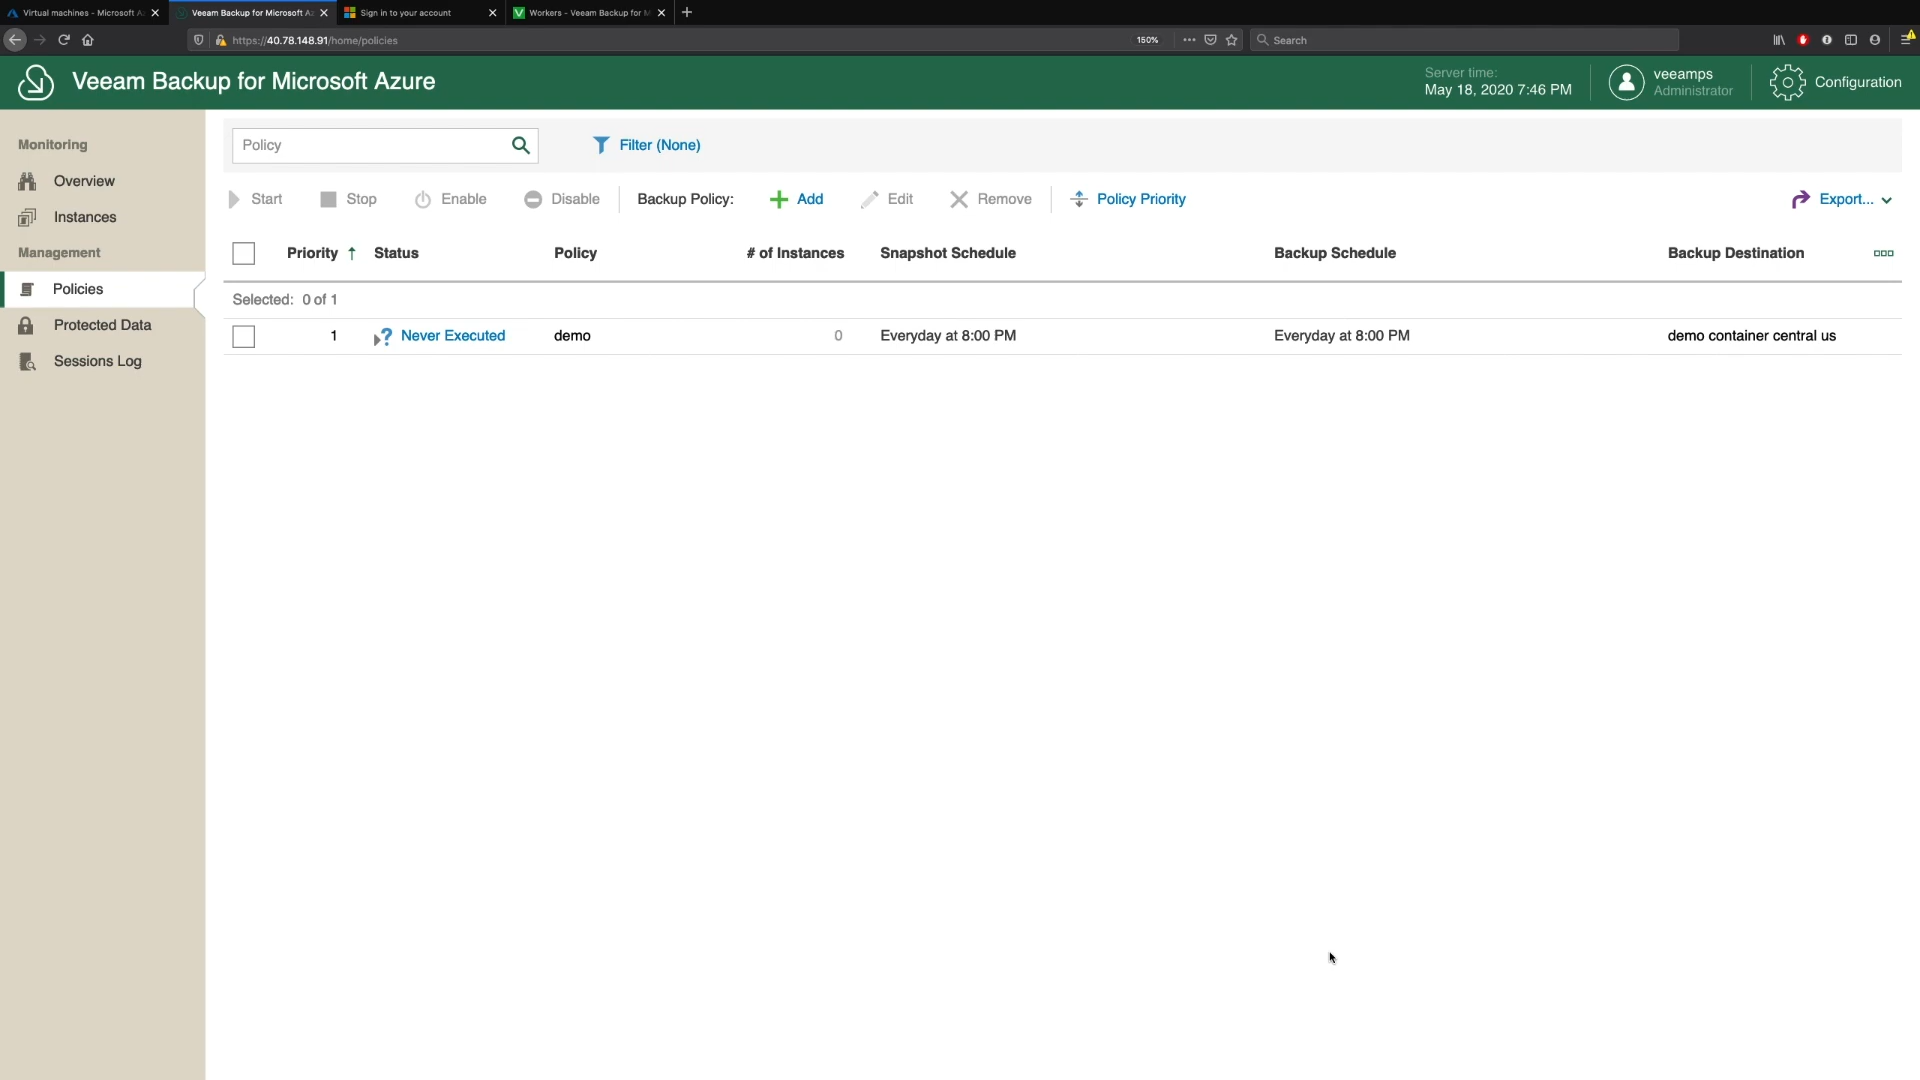 Virtual machines - Microsoft A
Veeam Backup for Microsoft A
Sign in to your account
Workers - Veeam Backup for M
https://40.78.148.91/home/policies
150%
Search
Veeam Backup for Microsoft Azure
Server time:
May 18, 2020 7:46 PM
veeamps
Administrator
Configuration
Monitoring
Overview
Instances
Management
Policies
Protected Data
Sessions Log
Policy
Filter (None)
Start
Stop
Enable
Disable
Backup Policy:
Add
Edit
Remove
Policy Priority
Export...
Priority
Status
Policy
# of Instances
Snapshot Schedule
Backup Schedule
Backup Destination
Selected: 0 of 1
1
Never Executed
demo
0
Everyday at 8:00 PM
Everyday at 8:00 PM
demo container central us